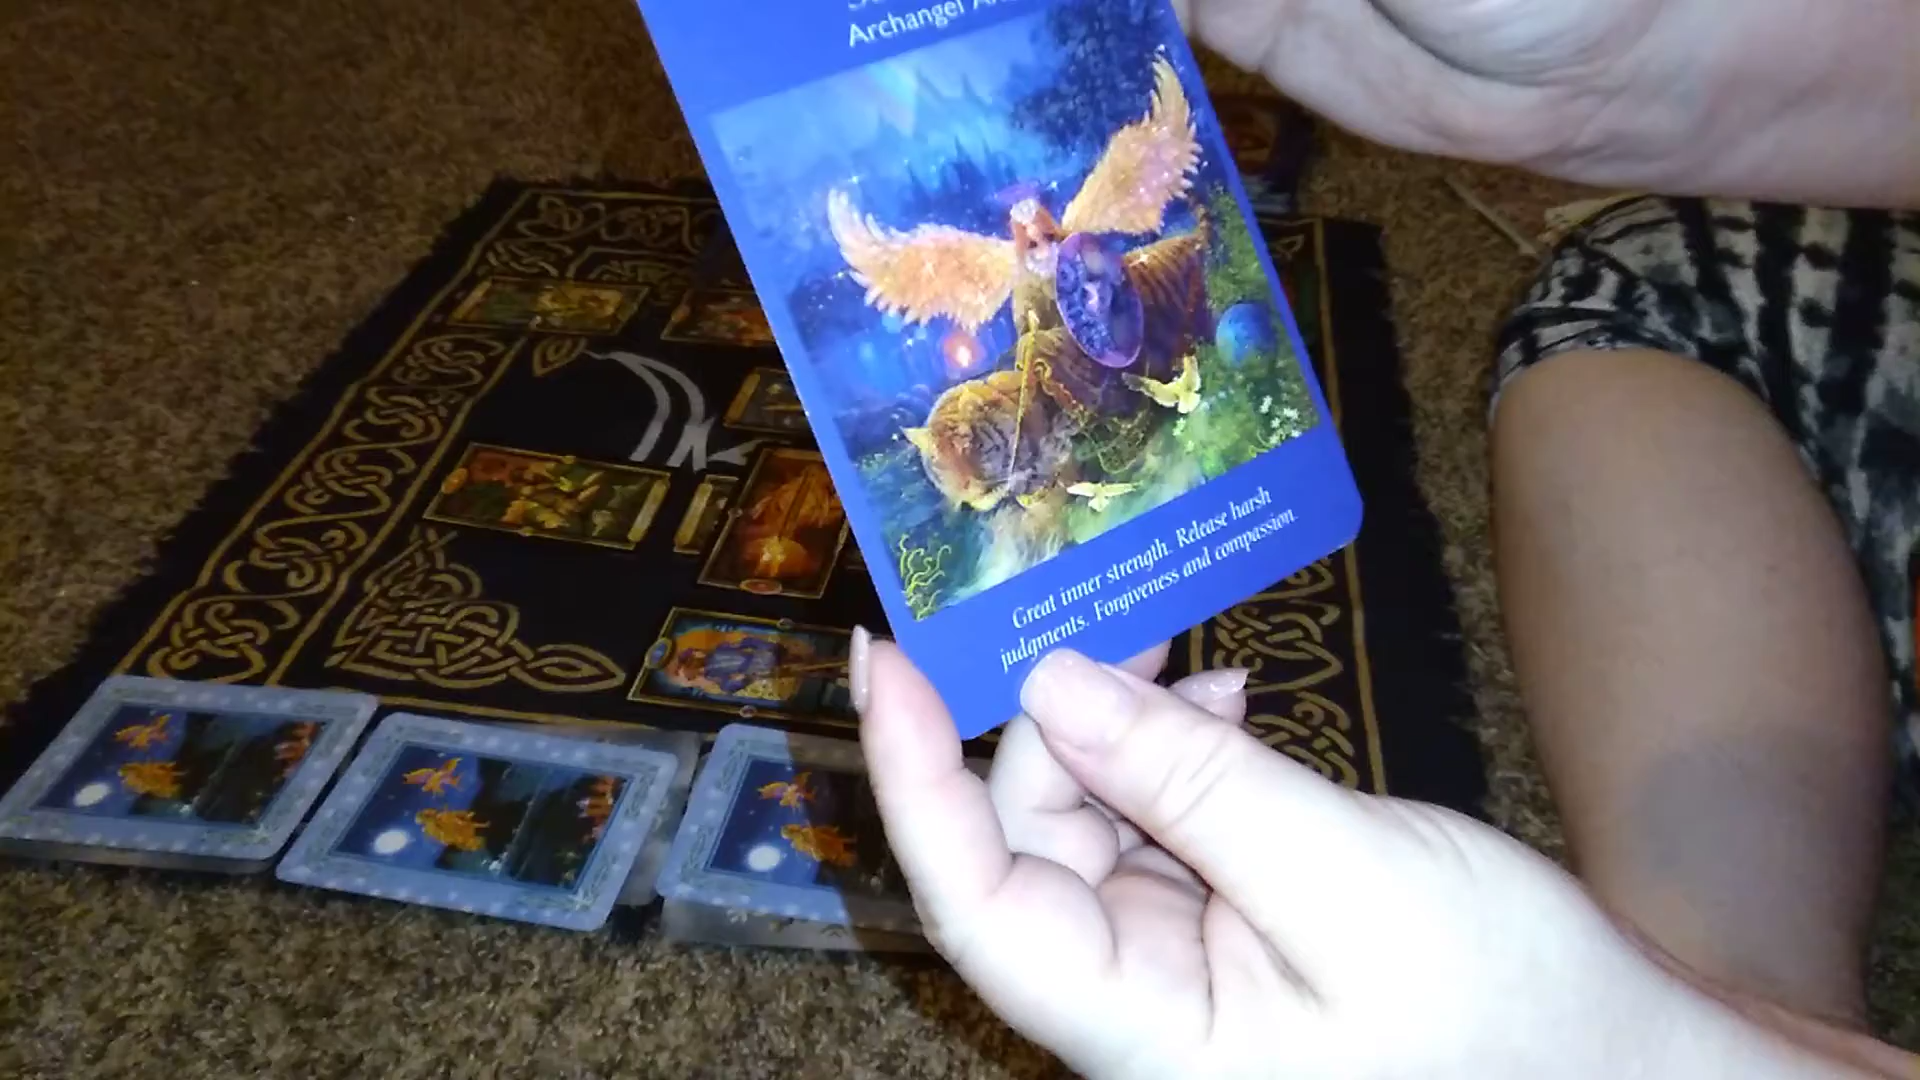 Archangel
Great inner strength. Release harsh
judgments. Forgiveness and compassion.